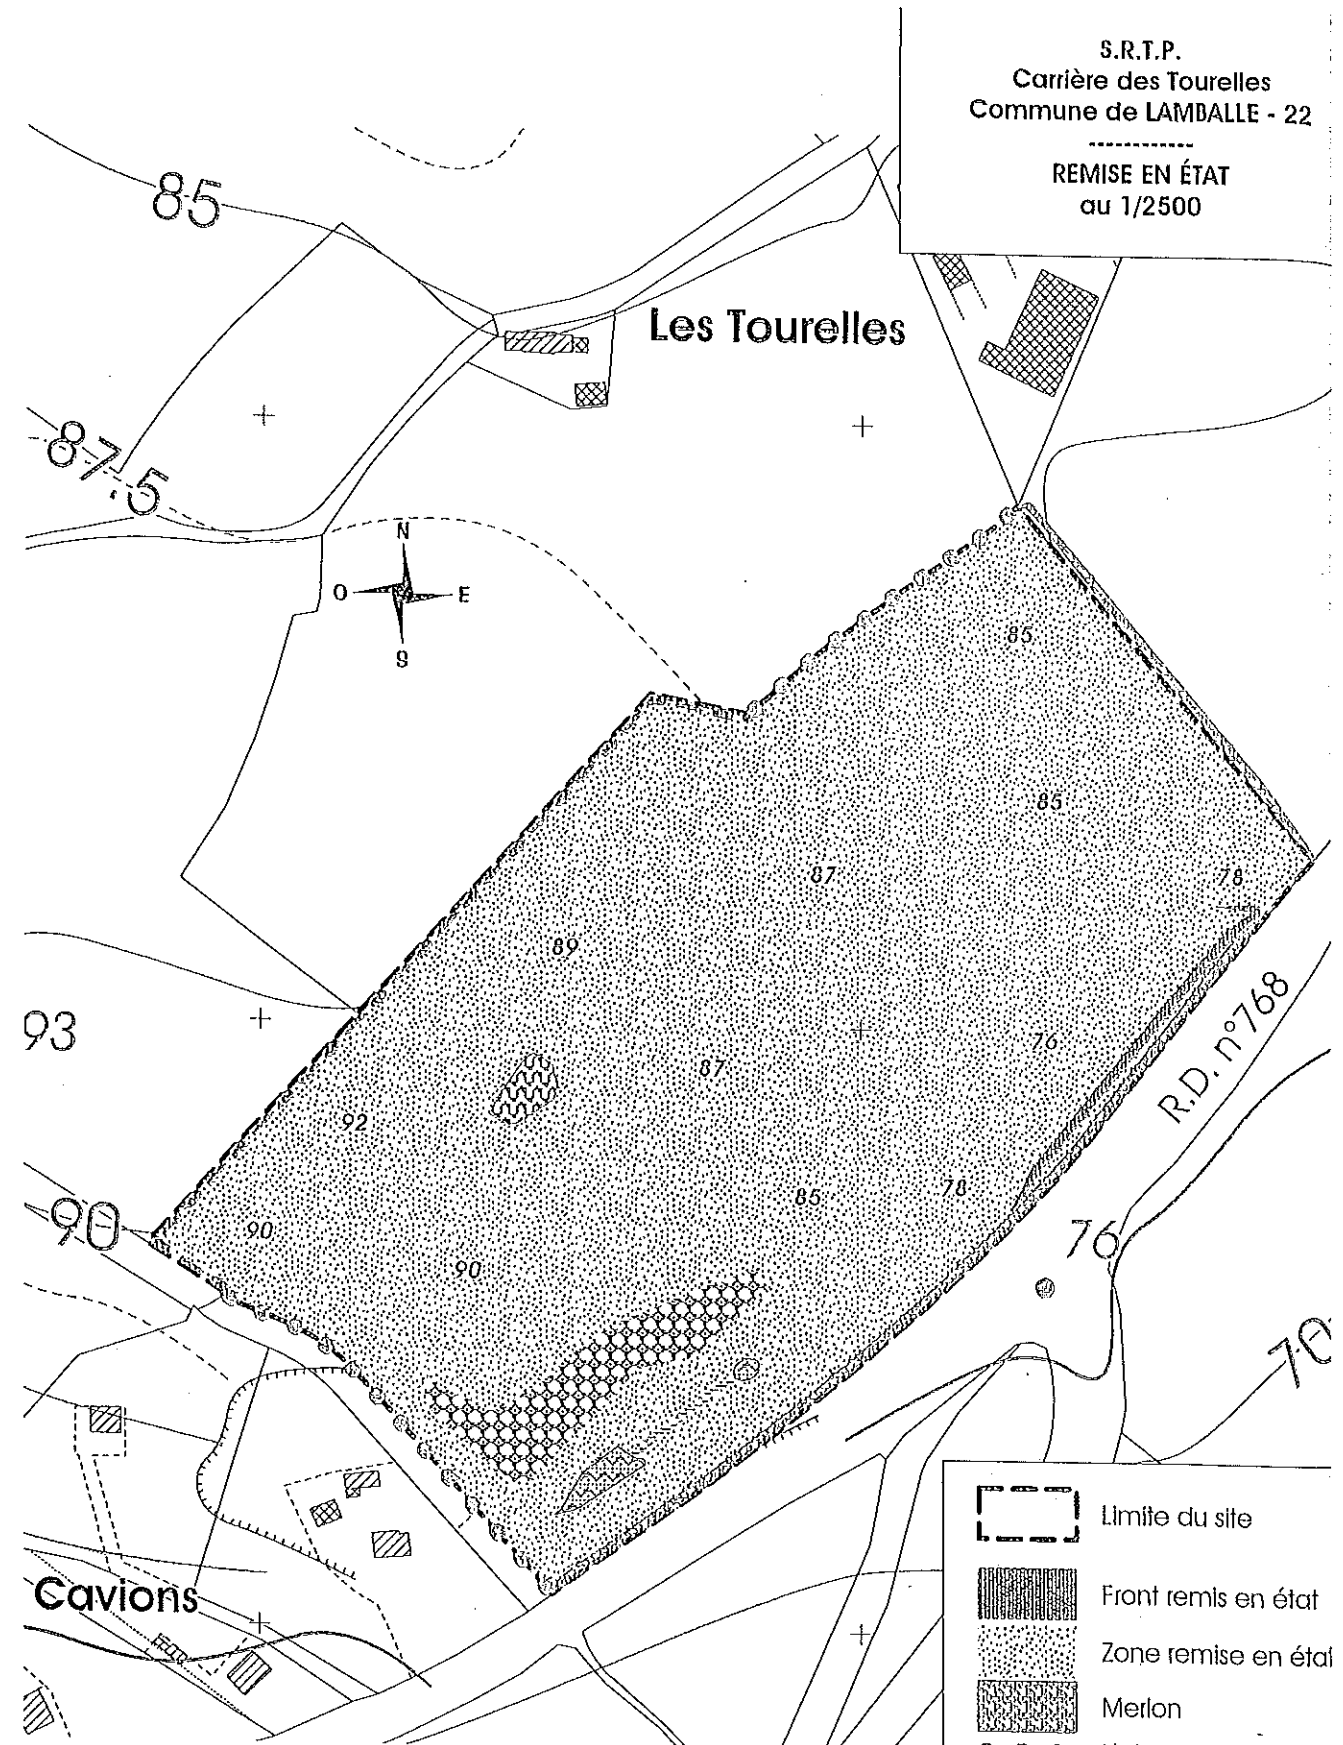 S.R.T.P.
Carrière des Tourelles
Commune de LAMBALLE - 22
REMISE EN ÉTAT
au 1/2500
85
Les Tourelles
87,5
N
O
E
S
85
85
87
78
89
93
76
87
R.D. n°768
92
85
78
90
90
76
90
70
Limite du site
Cavions
Front remis en état
Zone remise en état
Merlon